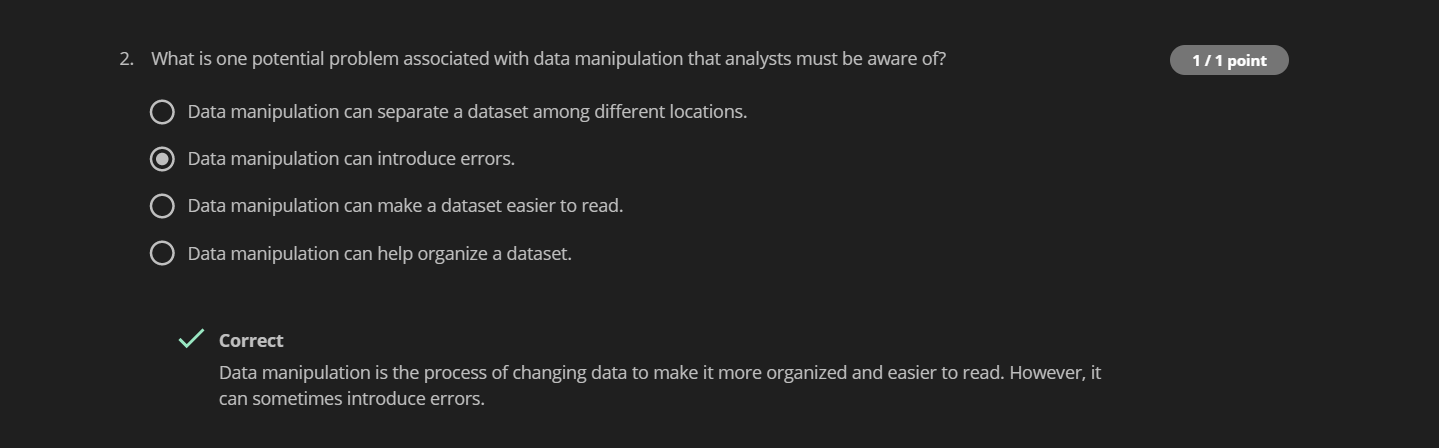 2. What is one potential problem associated with data manipulation that analysts must be aware of?
1 / 1 point
Data manipulation can separate a dataset among different locations.
Data manipulation can introduce errors.
Data manipulation can make a dataset easier to read.
Data manipulation can help organize a dataset.
Correct
Data manipulation is the process of changing data to make it more organized and easier to read. However, it
can sometimes introduce errors.